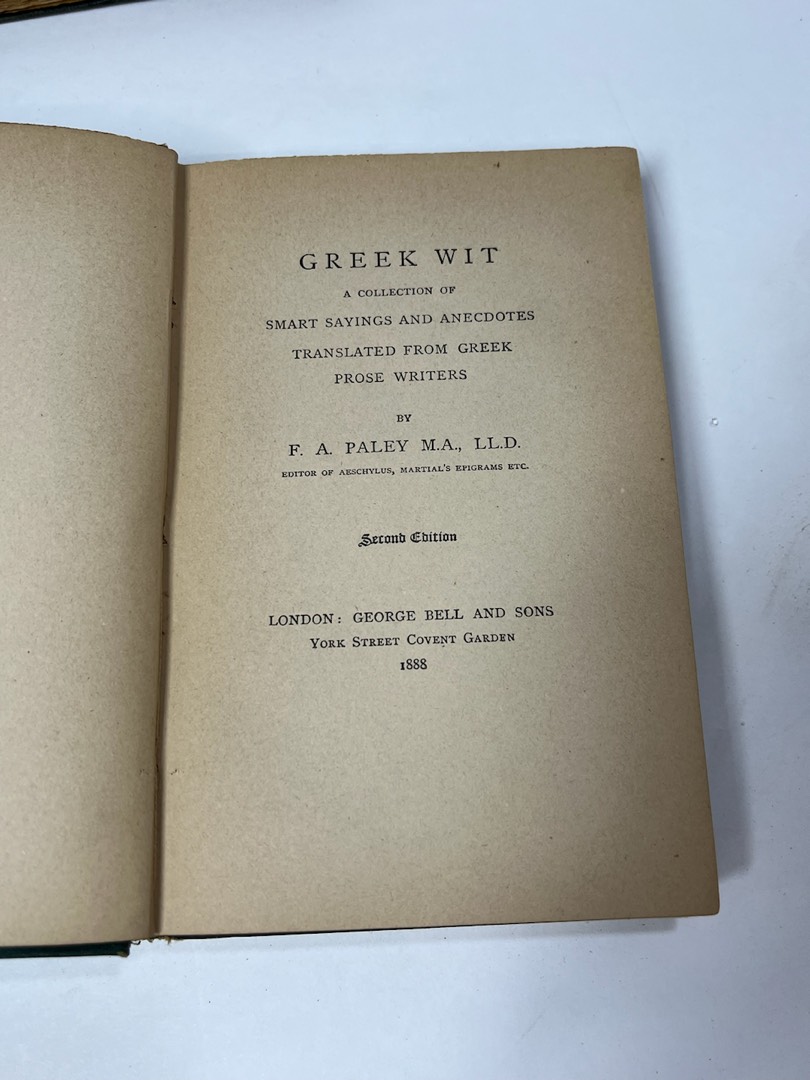 GREEK WIT
A COLLECTION OF
SMART SAYINGS AND ANECDOTES
TRANSLATED FROM GREEK
PROSE WRITERS
BY
F. A. PALEY M.A., LL.D.
EDITOR OF AESCHYLUS, MARTIAL'S EPIGRAMS ETC.
Second Edition
LONDON: GEORGE BELL AND SONS
YORK STREET COVENT GARDEN
1888